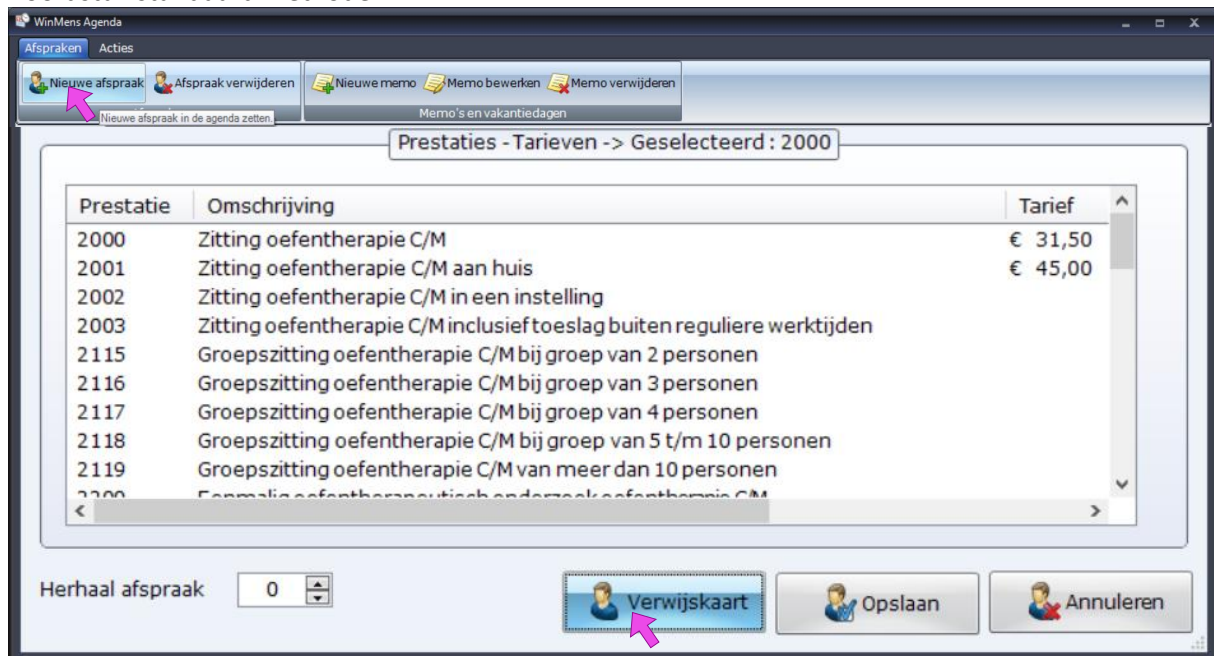 WinMens Agenda
Afspraken Acties
Nieuwe afspraak Afspraak verwijderen Nieuwe memo Memo bewerken Memo verwijderen
Memo's en vakantiedagen
Nieuwe afspraak in de agenda zetten.
Prestaties - Tarieven -> Geselecteerd : 2000
Prestatie Omschrijving Tarief
2000 Zitting oefentherapie C/M € 31,50
2001 Zitting oefentherapie C/M aan huis € 45,00
2002 Zitting oefentherapie C/M in een instelling
2003 Zitting oefentherapie C/M inclusief toeslag buiten reguliere werktijden
2115 Groepszitting oefentherapie C/M bij groep van 2 personen
2116 Groepszitting oefentherapie C/M bij groep van 3 personen
2117 Groepszitting oefentherapie C/M bij groep van 4 personen
2118 Groepszitting oefentherapie C/M bij groep van 5 t/m 10 personen
2119 Groepszitting oefentherapie C/M van meer dan 10 personen
Eenmalig oefentherapeutisch onderzoek oefentherapie C/M
Herhaal afspraak 0
Verwijskaart Opslaan Annuleren